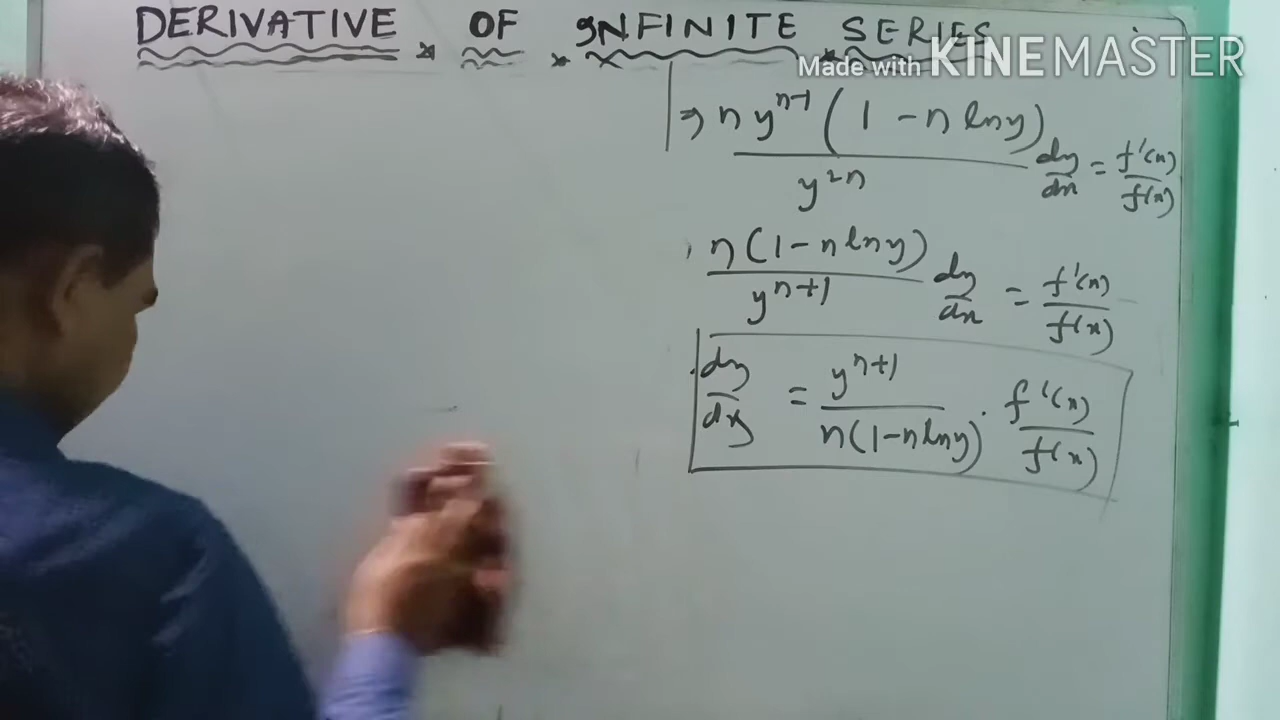 DERIVATIVE OF INFINITE SERIES
Made with KINEMASTER
⇒ n y^{n-1} (1 - n ln y) / y^{2n} dy/dx = f'(x)/f(x)
n(1 - n ln y) / y^{n+1} dy/dx = f'(x)/f(x)
dy/dx = y^{n+1} / n(1 - n ln y) · f'(x)/f(x)